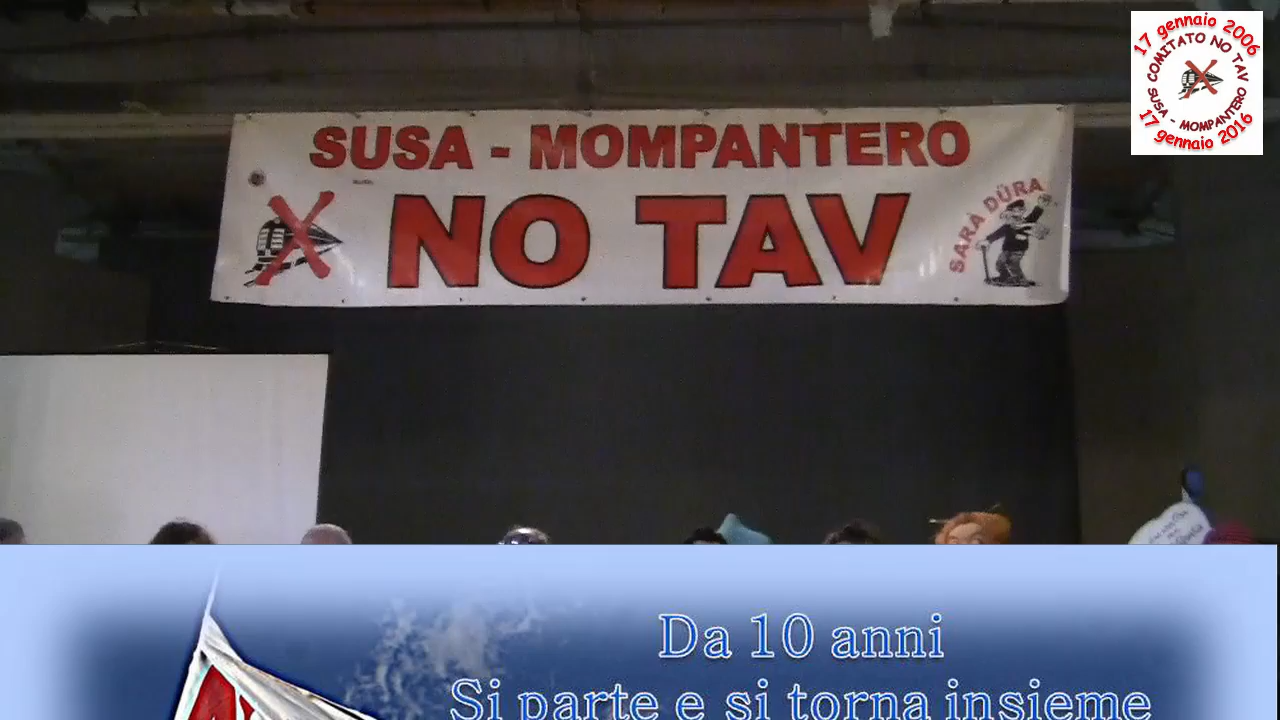 17 gennaio 2006
COMITATO NO TAV
SUSA - MOMPANTERO
17 gennaio 2016
SUSA - MOMPANTERO
NO TAV
SARÀ DÜRA
Da 10 anni
Si parte e si torna insieme